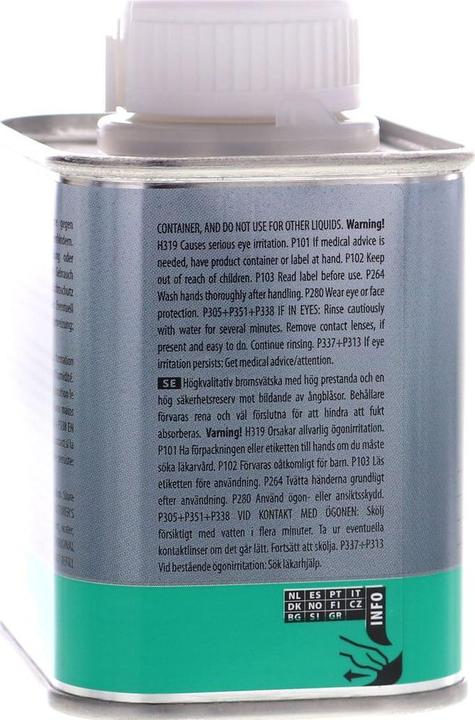 CONTAINER, AND DO NOT USE FOR OTHER LIQUIDS. Warning!
H319 Causes serious eye irritation. P101 If medical advice is
needed, have product container or label at hand. P102 Keep
out of reach of children. P103 Read label before use. P264
Wash hands thoroughly after handling. P280 Wear eye or face
protection. P305+P351+P338 IF IN EYES: Rinse cautiously
with water for several minutes. Remove contact lenses, if
present and easy to do. Continue rinsing. P337+P313 If eye
irritation persists: Get medical advice/attention.
SE Högkvalitativ bromsvätska med hög prestanda och en
hög säkerhetsreserv mot bildande av ångblåsor. Behållare
förvaras rena och väl förslutna för att hindra att fukt
absorberas. Varning! H319 Orsakar allvarlig ögonirritation.
P101 Ha förpackningen eller etiketten till hands om du måste
söka läkarvård. P102 Förvaras oåtkomligt för barn. P103 Läs
etiketten före användning. P264 Tvätta händerna grundligt
efter användning. P280 Använd ögon- eller ansiktsskydd.
P305+P351+P338 VID KONTAKT MED ÖGONEN: Skölj
försiktigt med vatten i flera minuter. Ta ur eventuella
kontaktlinser om det går lätt. Fortsätt att skölja. P337+P313
Vid bestående ögonirritation: Sök läkarhjälp.
NL ES PT IT
DK NO FI CZ
BG SI GR
INFO
gegen
oder
Gebrauch